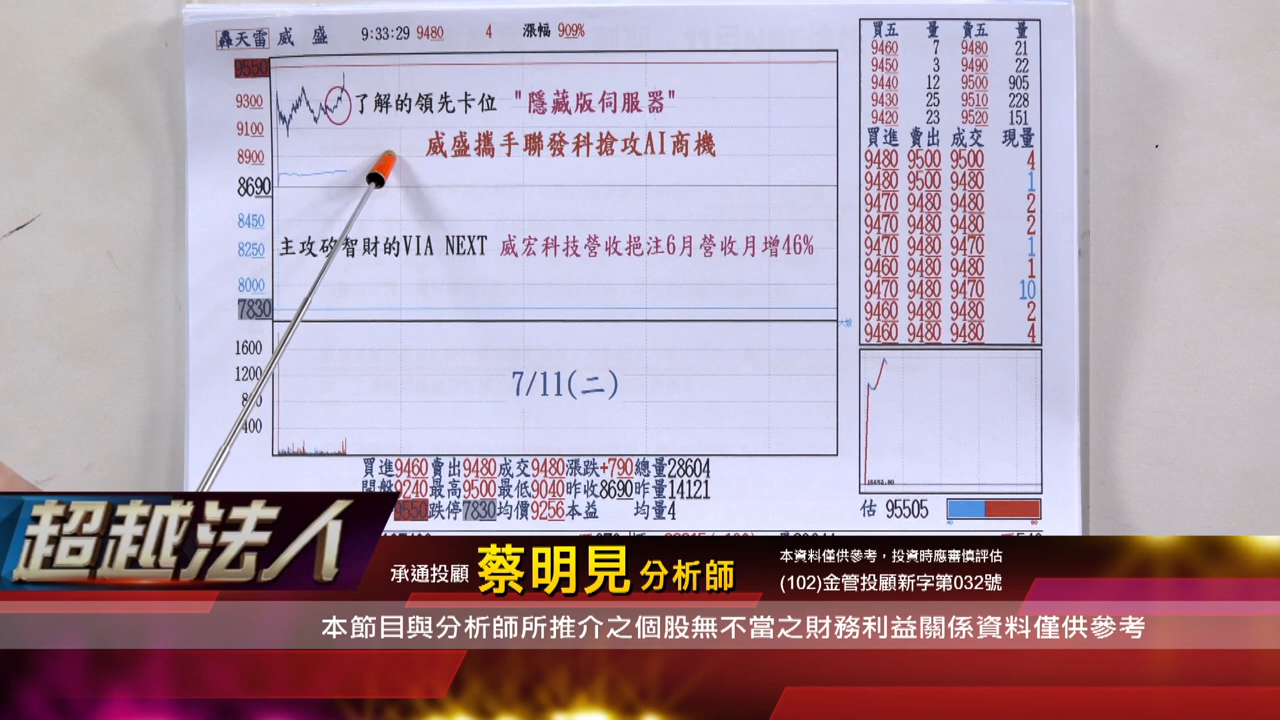 轟天雷 威 盛 9:33:29 9480 4 漲幅 909%
9550
9300
9100
8900
8690
8450
8250
8000
7830
1600
1200
400
了解的領先卡位 "隱藏版伺服器"
威盛攜手聯發科搶攻AI商機
主攻矽智財的VIA NEXT 威宏科技營收挹注6月營收月增46%
7/11(二)
買五 量 賣五 量
9460 7 9480 21
9450 3 9490 22
9440 12 9500 905
9430 25 9510 228
9420 23 9520 151
買進 賣出 成交 現量
9480 9500 9500 4
9480 9500 9480 1
9470 9480 9480 2
9470 9480 9480 2
9470 9480 9470 1
9460 9480 9480 1
9470 9480 9470 10
9460 9480 9480 2
9460 9480 9480 4
大盤
估 95505
買進9460賣出9480成交9480漲跌+790總量28604
開盤9240最高9500最低9040昨收8690昨量14121
9550跌停7830均價9256本益 均量4
超越法人
承通投顧 蔡明見 分析師
本資料僅供參考，投資時應審慎評估
(102)金管投顧新字第032號
本節目與分析師所推介之個股無不當之財務利益關係資料僅供參考